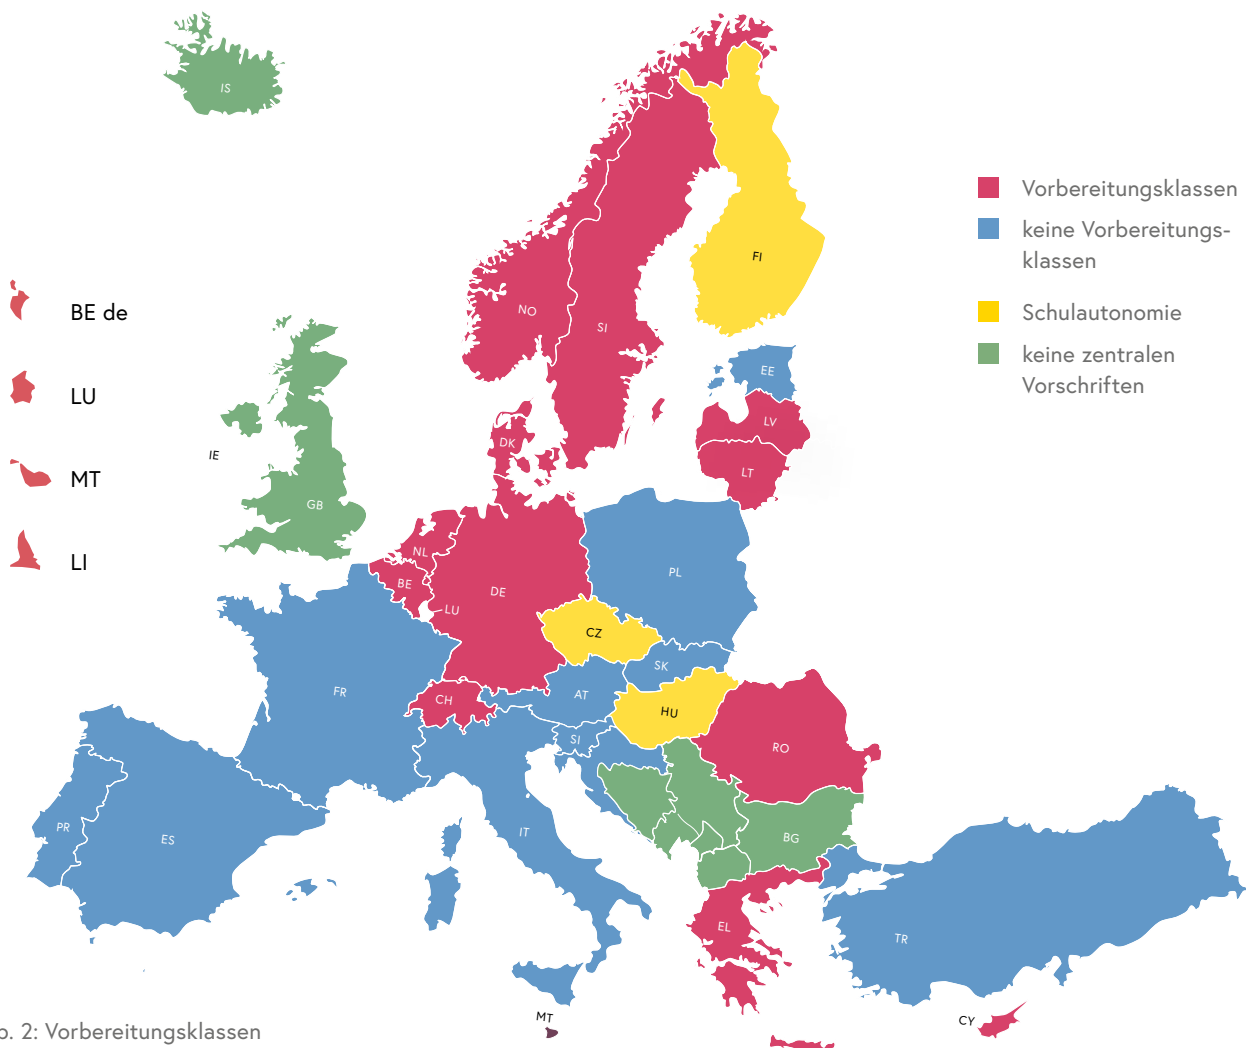 IS
Vorbereitungsklassen
keine Vorbereitungs-
klassen
Schulautonomie
keine zentralen
Vorschriften
BE de
LU
MT
LI
FI
NO
SI
EE
LV
LT
DK
IE
GB
NL
BE
DE
LU
PL
CZ
SK
FR
CH
AT
HU
SI
RO
PR
ES
IT
BG
EL
TR
MT
CY
b. 2: Vorbereitungsklassen